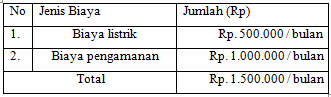 No Jenis Biaya Jumlah (Rp)
1. Biaya listrik Rp. 500.000 / bulan
2. Biaya pengamanan Rp. 1.000.000 / bulan
Total Rp. 1.500.000 / bulan